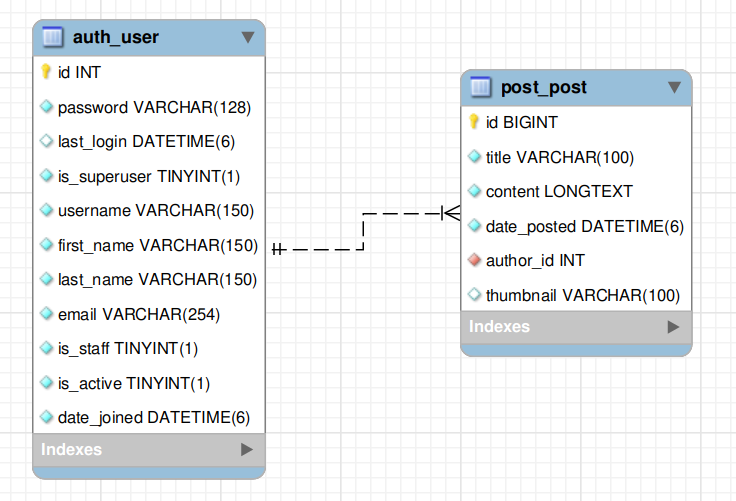 auth_user
id INT
password VARCHAR(128)
last_login DATETIME(6)
is_superuser TINYINT(1)
username VARCHAR(150)
first_name VARCHAR(150)
last_name VARCHAR(150)
email VARCHAR(254)
is_staff TINYINT(1)
is_active TINYINT(1)
date_joined DATETIME(6)
Indexes
post_post
id BIGINT
title VARCHAR(100)
content LONGTEXT
date_posted DATETIME(6)
author_id INT
thumbnail VARCHAR(100)
Indexes